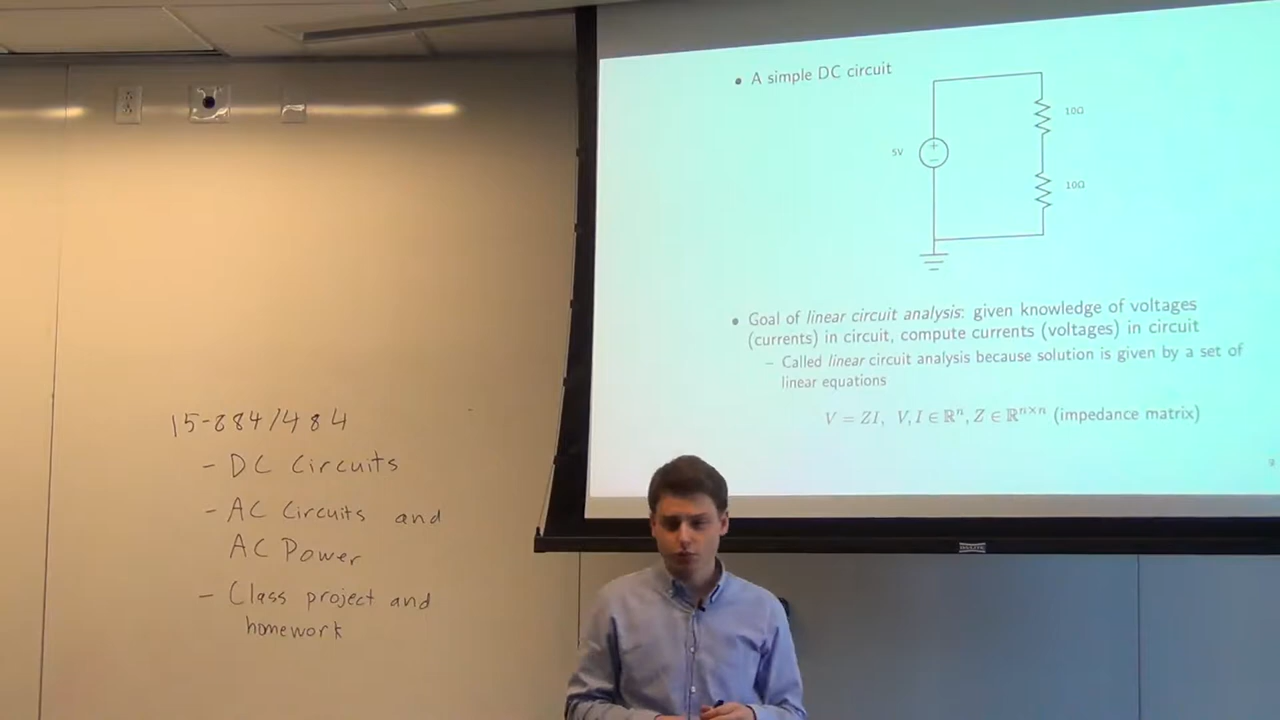 • A simple DC circuit
10Ω
5V
10Ω
• Goal of linear circuit analysis: given knowledge of voltages
(currents) in circuit, compute currents (voltages) in circuit
– Called linear circuit analysis because solution is given by a set of
linear equations
V = ZI, V, I ∈ ℝⁿ, Z ∈ ℝⁿˣⁿ (impedance matrix)
9
15-884/484
- DC Circuits
- AC Circuits and
AC Power
- Class project and
homework